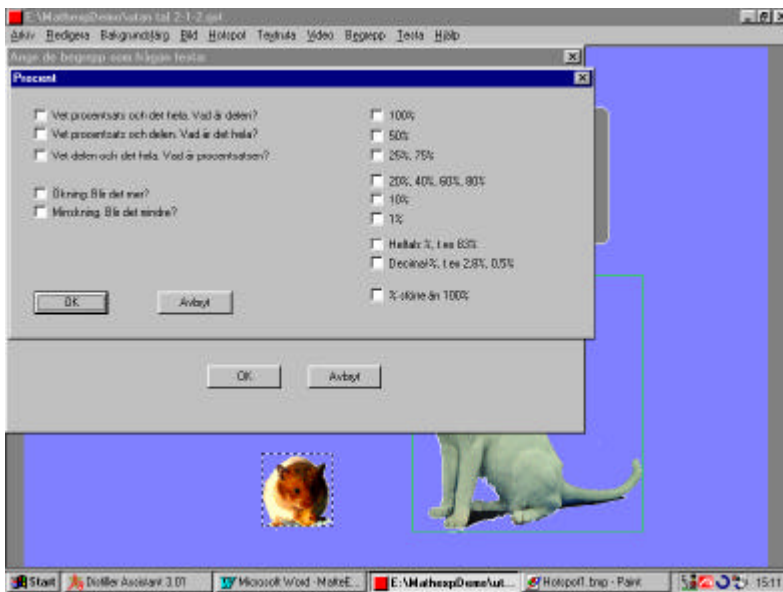 E:\MathexpDemo\utan tal 2-1-2.
Arkiv Redigera Bakgrundsfärg Bild Hotspot Textruta Video Begrepp Testa Hjälp
Ange de begrepp som frågan testar
Procent
Vet procentsats och det hela. Vad är delen?
Vet procentsats och delen. Vad är det hela?
Vet delen och det hela. Vad är procentsatsen?
Ökning. Blir det mer?
Minskning. Blir det mindre?
100%
50%
25%, 75%
20%, 40%, 60%, 80%
10%
1%
Heltals %, t ex 83%
Decimal-%, t ex 2,8%, 0,5%
% större än 100%
OK Avbryt
OK Avbryt
Start Distiller Assistant 3.01 Microsoft Word - MatteE... E:\MathexpDemo\ut... Hotspot1.bmp - Paint 15:11